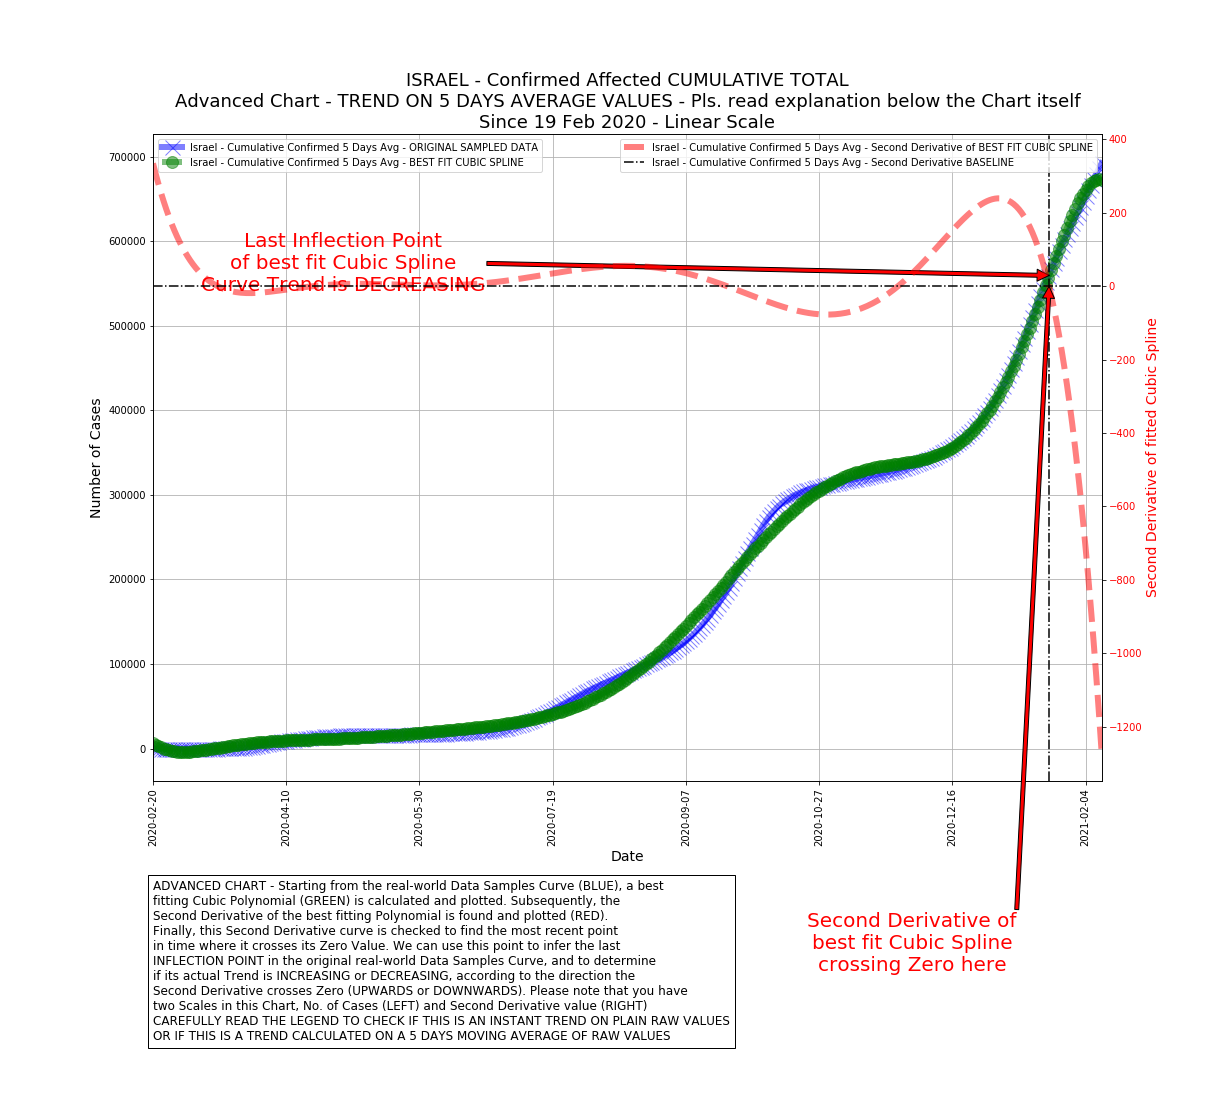 ISRAEL - Confirmed Affected CUMULATIVE TOTAL
Advanced Chart - TREND ON 5 DAYS AVERAGE VALUES - Pls. read explanation below the Chart itself
Since 19 Feb 2020 - Linear Scale
Israel - Cumulative Confirmed 5 Days Avg - ORIGINAL SAMPLED DATA
Israel - Cumulative Confirmed 5 Days Avg - BEST FIT CUBIC SPLINE
Israel - Cumulative Confirmed 5 Days Avg - Second Derivative of BEST FIT CUBIC SPLINE
Israel - Cumulative Confirmed 5 Days Avg - Second Derivative BASELINE
Last Inflection Point
of best fit Cubic Spline
Curve Trend is DECREASING
Number of Cases
700000
600000
500000
400000
300000
200000
100000
0
400
200
0
−200
−400
−600
−800
−1000
−1200
Second Derivative of fitted Cubic Spline
2020-02-20
2020-04-10
2020-05-30
2020-07-19
2020-09-07
2020-10-27
2020-12-16
2021-02-04
Date
ADVANCED CHART - Starting from the real-world Data Samples Curve (BLUE), a best
fitting Cubic Polynomial (GREEN) is calculated and plotted. Subsequently, the
Second Derivative of the best fitting Polynomial is found and plotted (RED).
Finally, this Second Derivative curve is checked to find the most recent point
in time where it crosses its Zero Value. We can use this point to infer the last
INFLECTION POINT in the original real-world Data Samples Curve, and to determine
if its actual Trend is INCREASING or DECREASING, according to the direction the
Second Derivative crosses Zero (UPWARDS or DOWNWARDS). Please note that you have
two Scales in this Chart, No. of Cases (LEFT) and Second Derivative value (RIGHT)
CAREFULLY READ THE LEGEND TO CHECK IF THIS IS AN INSTANT TREND ON PLAIN RAW VALUES
OR IF THIS IS A TREND CALCULATED ON A 5 DAYS MOVING AVERAGE OF RAW VALUES
Second Derivative of
best fit Cubic Spline
crossing Zero here